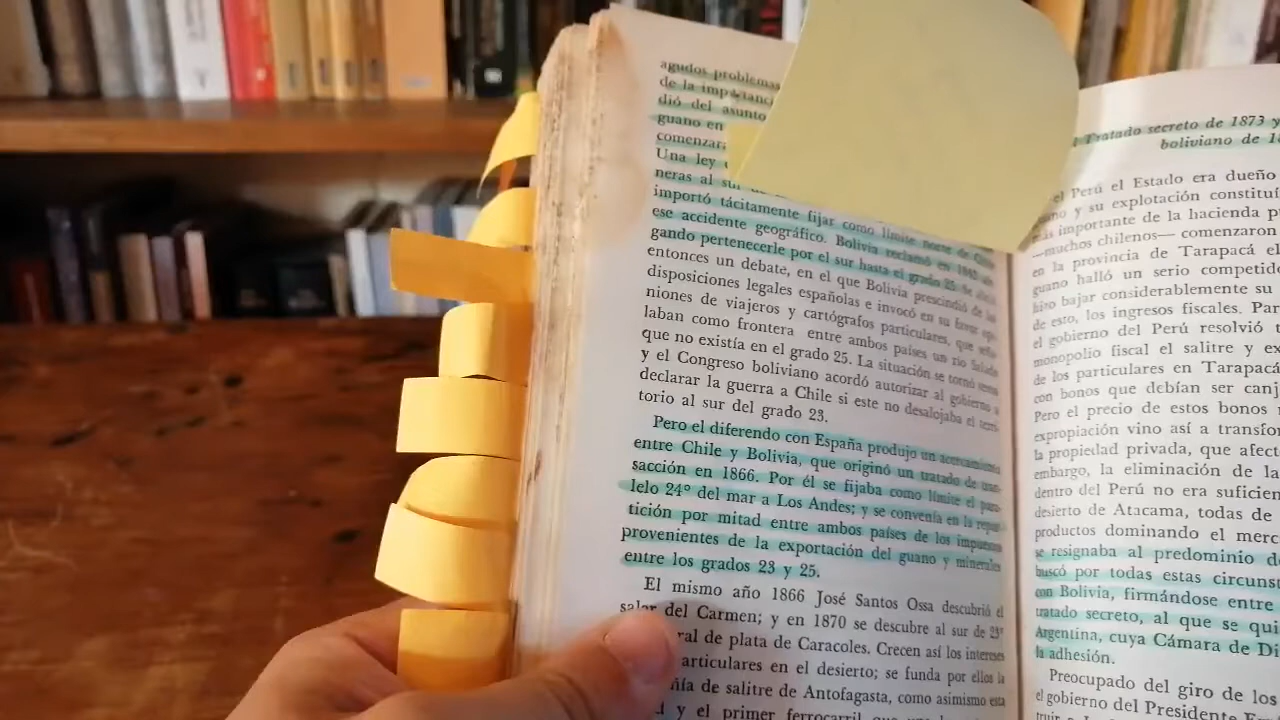 agudos problemas
de la importanc
dió del asunto
guano en
comenzar
Una ley
neras al sur
importó tácitamente fijar como límite norte de Chile
ese accidente geográfico. Bolivia reclamó en 1842
gando pertenecerle por el sur hasta el grado 25. Se
entonces un debate, en el que Bolivia prescindió de las
disposiciones legales españolas e invocó en su favor opi-
niones de viajeros y cartógrafos particulares, que seña-
laban como frontera entre ambos países un río Salado
que no existía en el grado 25. La situación se tornó tensa
y el Congreso boliviano acordó autorizar al gobierno a
declarar la guerra a Chile si este no desalojaba el terri-
torio al sur del grado 23.
Pero el diferendo con España produjo un acercamiento
entre Chile y Bolivia, que originó un tratado de tran-
sacción en 1866. Por él se fijaba como límite el para-
lelo 24° del mar a Los Andes; y se convenía en la repar-
tición por mitad entre ambos países de los impuestos
provenientes de la exportación del guano y minerales
entre los grados 23 y 25.
El mismo año 1866 José Santos Ossa descubrió el
salar del Carmen; y en 1870 se descubre al sur de 23°
ral de plata de Caracoles. Crecen así los intereses
articulares en el desierto; se funda por ellos la
ñía de salitre de Antofagasta, como asimismo esta
y el primer ferrocarril que
Tratado secreto de 1873 y
boliviano de 18
el Perú el Estado era dueño
guano y su explotación constituí
más importante de la hacienda p
—muchos chilenos— comenzaron
en la provincia de Tarapacá el
guano halló un serio competido
hizo bajar considerablemente su
de esto, los ingresos fiscales. Par
el gobierno del Perú resolvió
monopolio fiscal el salitre y ex
de los particulares en Tarapacá
con bonos que debían ser canj
Pero el precio de estos bonos
expropiación vino así a transfo
la propiedad privada, que afect
embargo, la eliminación de la
dentro del Perú no era suficien
desierto de Atacama, todas de
productos dominando el merc
se resignaba al predominio de
buscó por todas estas circunst
con Bolivia, firmándose entre
tratado secreto, al que se qui
Argentina, cuya Cámara de Di
la adhesión.
Preocupado del giro de los
el gobierno del Presidente